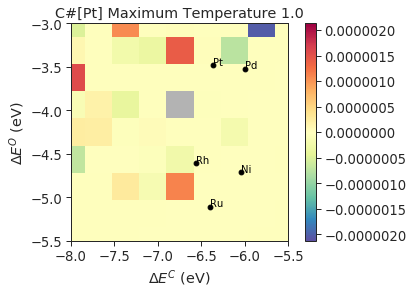 C#[Pt] Maximum Temperature 1.0
−3.0
−3.5
−4.0
−4.5
−5.0
−5.5
ΔE^O (eV)
Pt
Pd
Rh
Ni
Ru
−8.0 −7.5 −7.0 −6.5 −6.0 −5.5
ΔE^C (eV)
0.0000020
0.0000015
0.0000010
0.0000005
0.0000000
−0.0000005
−0.0000010
−0.0000015
−0.0000020